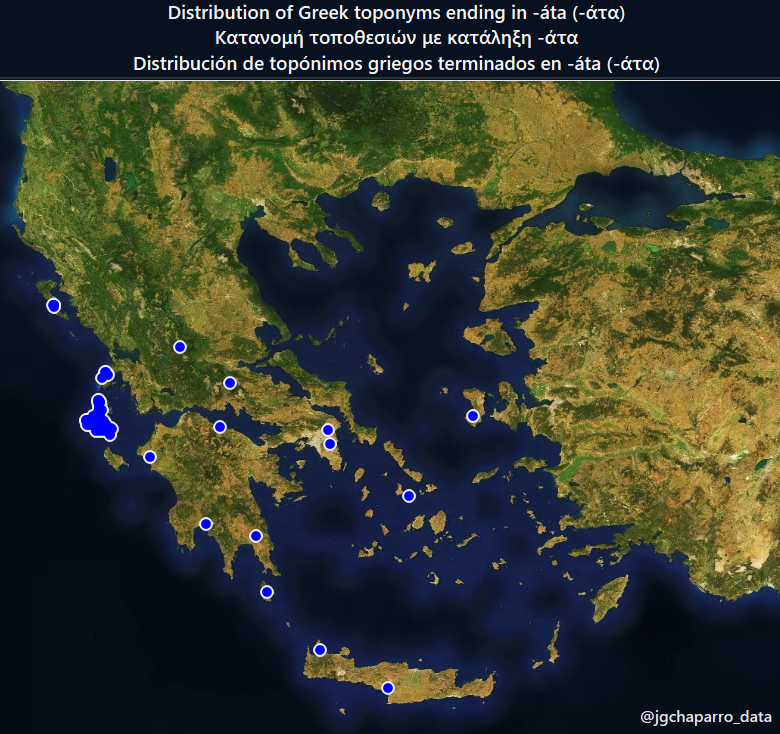 Distribution of Greek toponyms ending in -áta (-άτα)
Κατανομή τοποθεσιών με κατάληξη -άτα
Distribución de topónimos griegos terminados en -áta (-άτα)
@jgchaparro_data